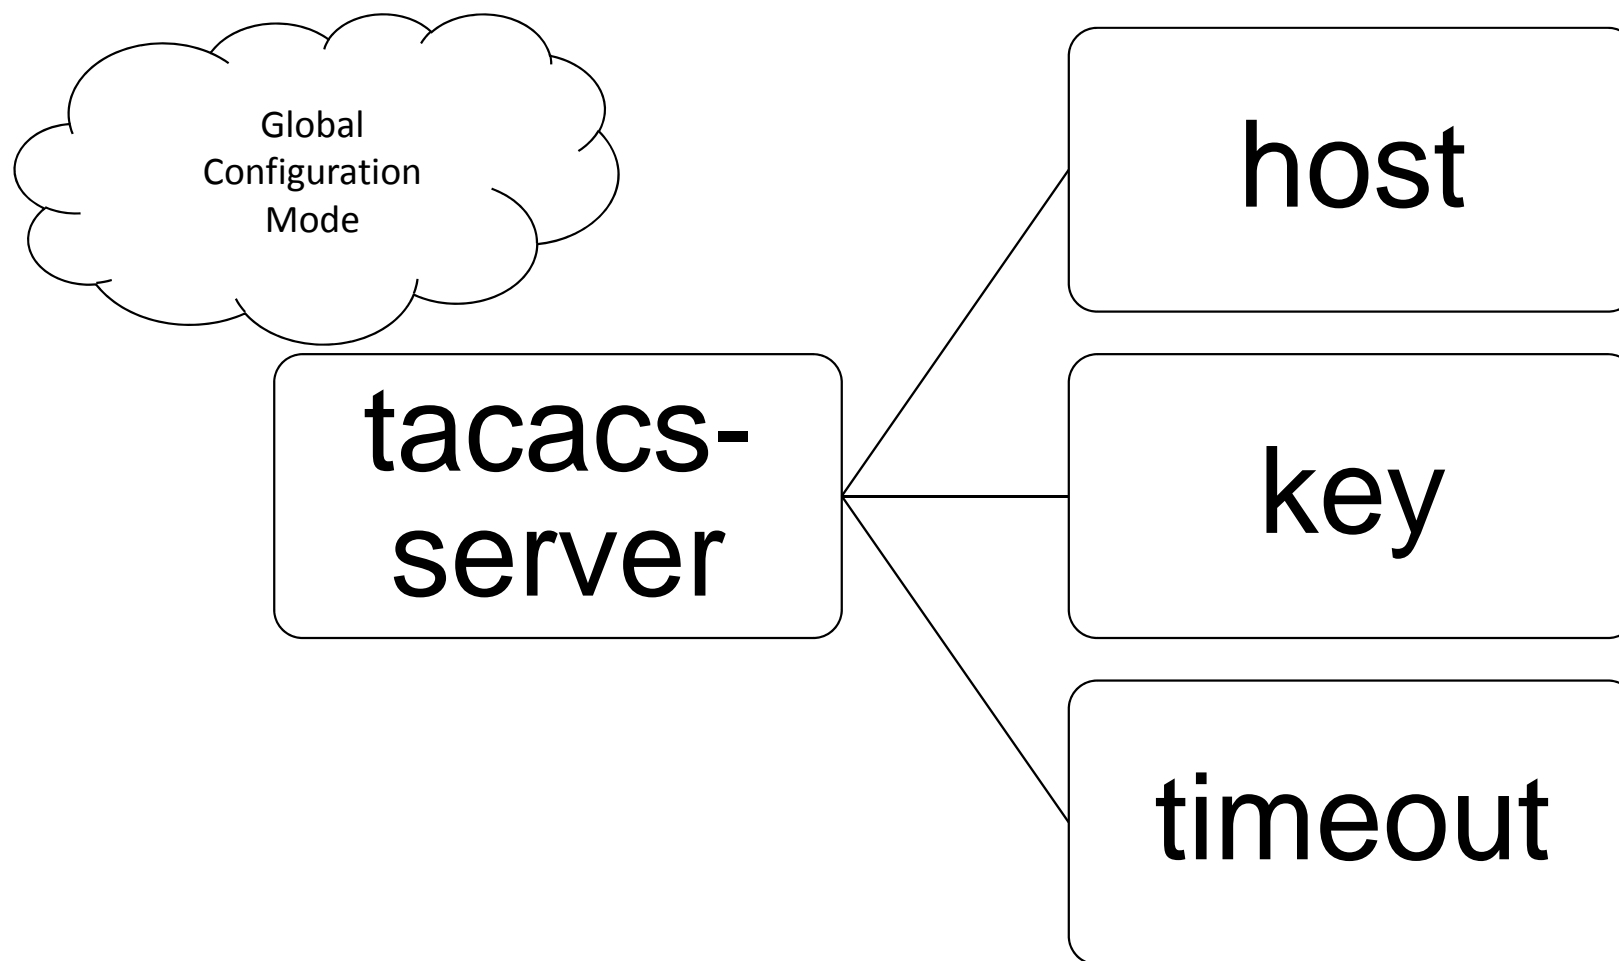 Global
Configuration
Mode
tacacs-
server
host
key
timeout